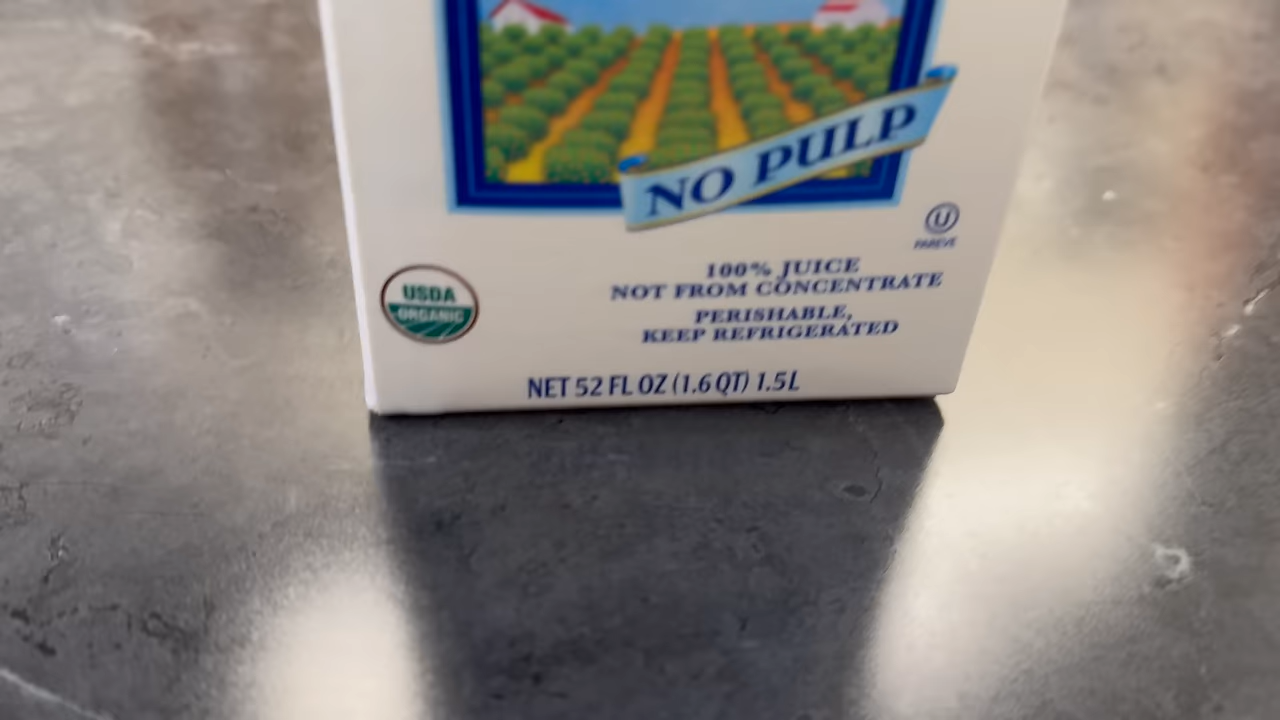 NO PULP
U
PAREVE
100% JUICE
NOT FROM CONCENTRATE
PERISHABLE,
KEEP REFRIGERATED
USDA
ORGANIC
NET 52 FL OZ (1.6 QT) 1.5L